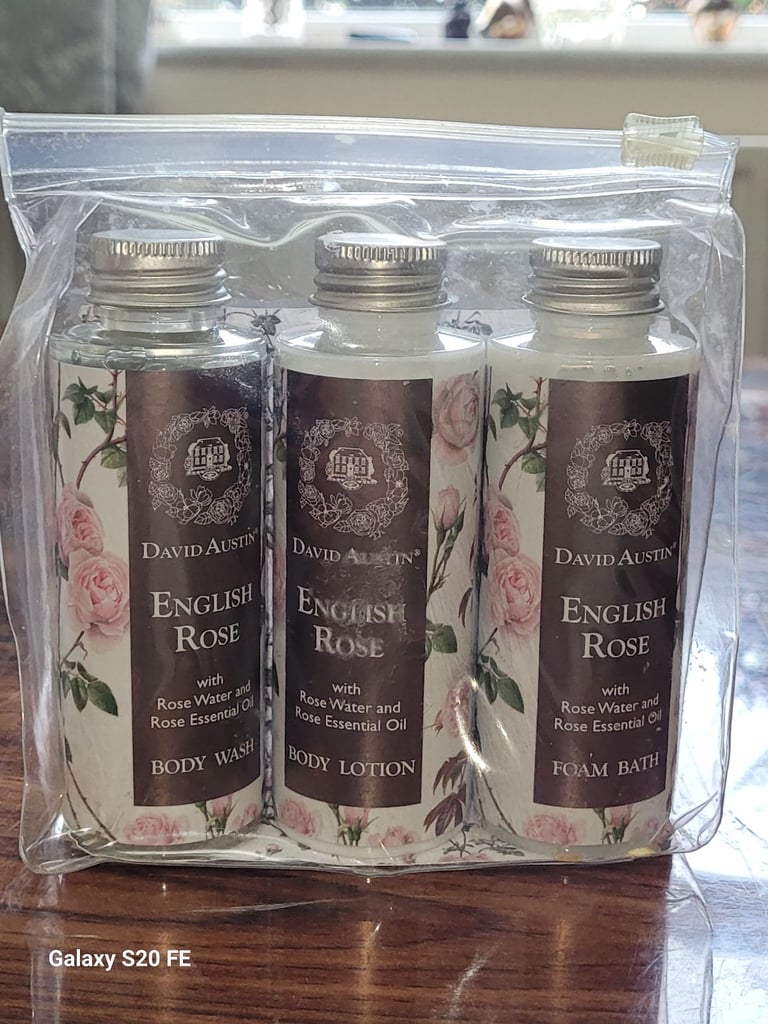 DAVID AUSTIN®
ENGLISH
ROSE
with
Rose Water and
Rose Essential Oil
BODY WASH
DAVID AUSTIN®
ENGLISH
ROSE
with
Rose Water and
Rose Essential Oil
BODY LOTION
DAVID AUSTIN®
ENGLISH
ROSE
with
Rose Water and
Rose Essential Oil
FOAM BATH
Galaxy S20 FE